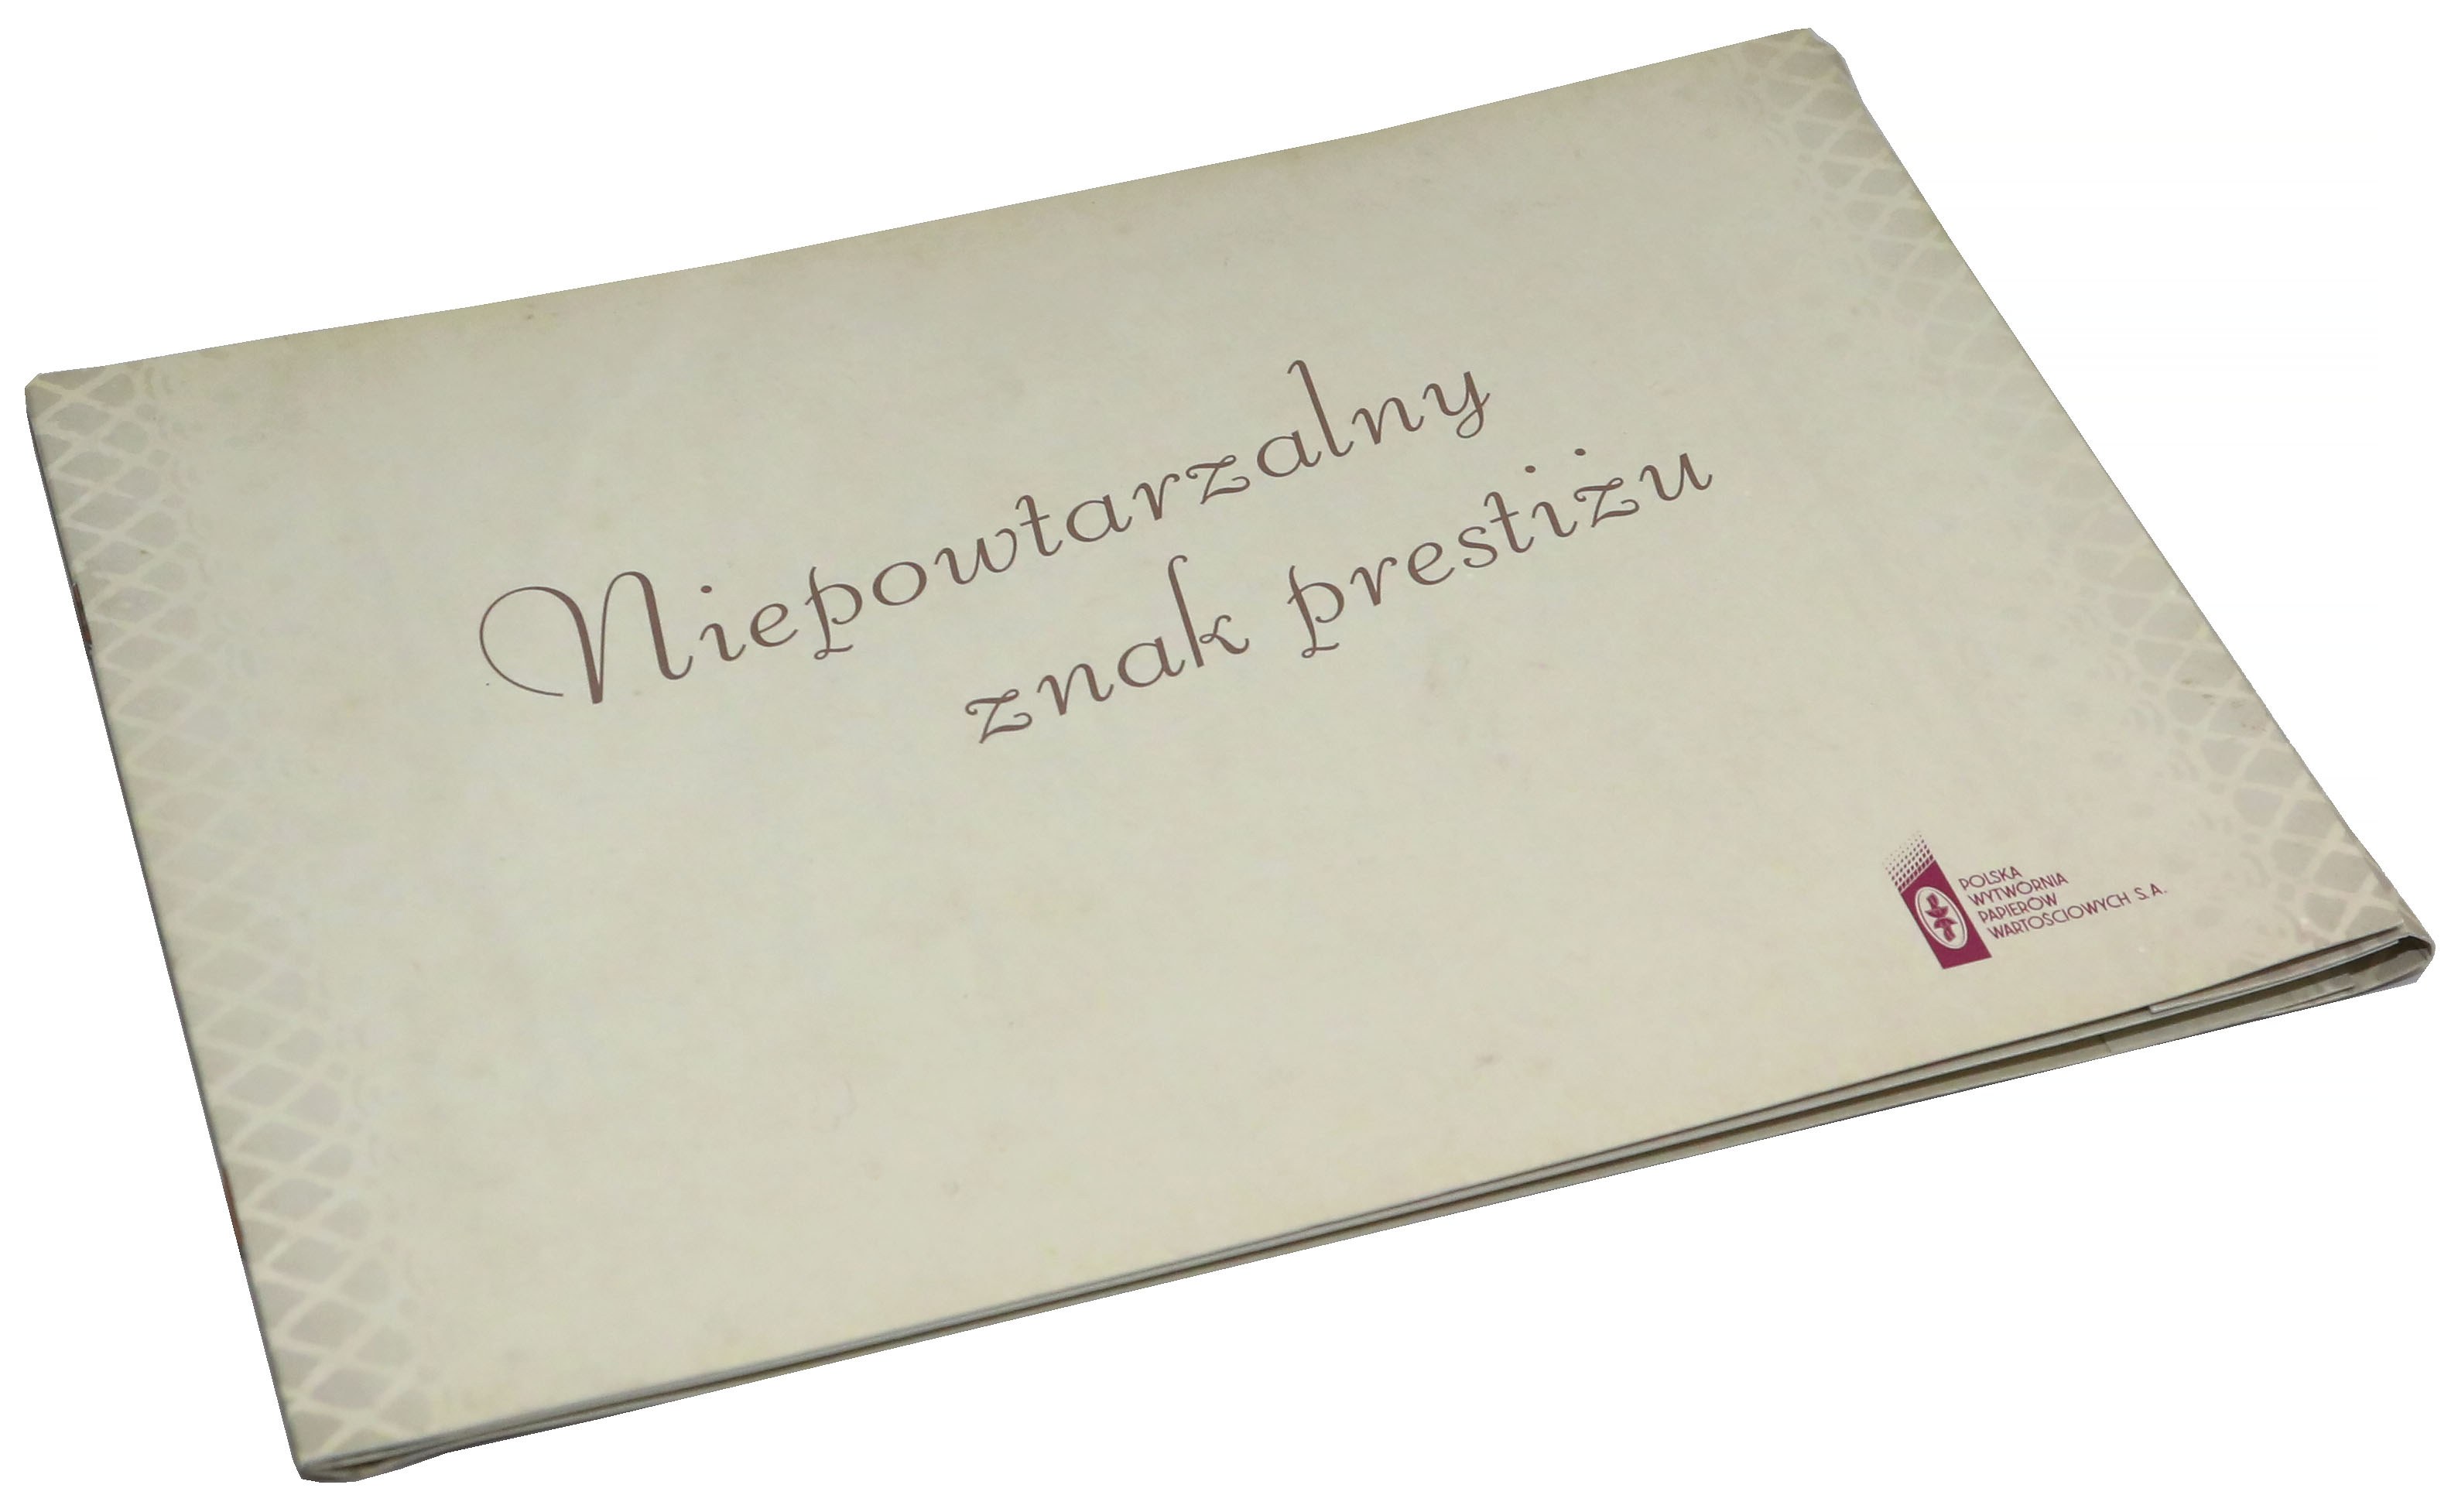 Niepowtarzalny
znak prestiżu
POLSKA
WYTWÓRNIA
PAPIERÓW
WARTOŚCIOWYCH S. A.